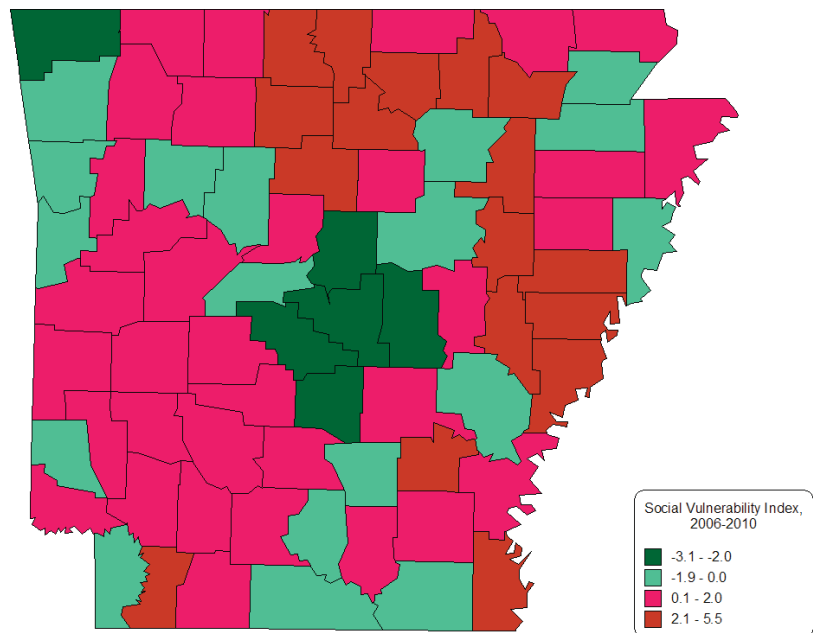 Social Vulnerability Index,
2006-2010
-3.1 - -2.0
-1.9 - 0.0
0.1 - 2.0
2.1 - 5.5